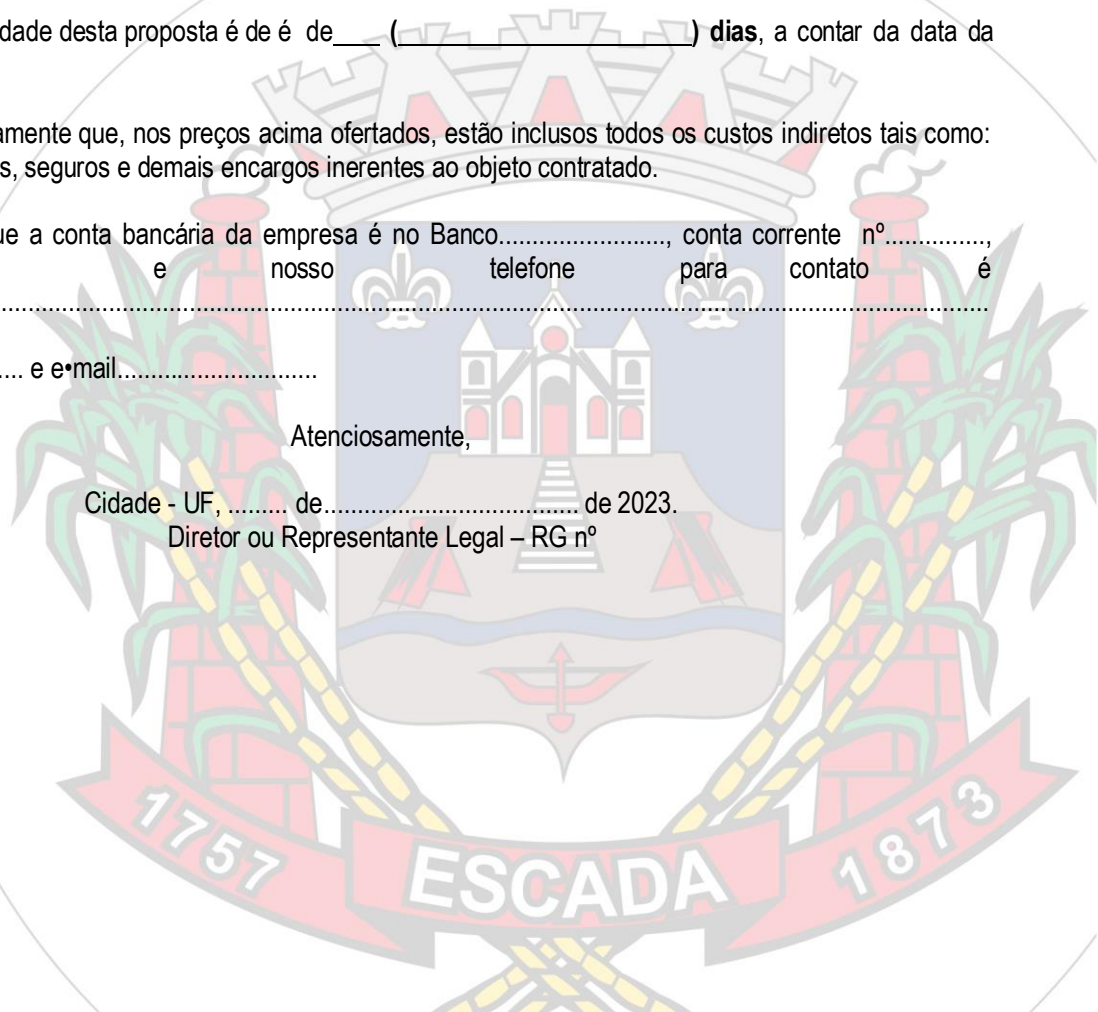 dade desta proposta é de é de____ (_________________________) dias, a contar da data da
amente que, nos preços acima ofertados, estão inclusos todos os custos indiretos tais como:
s, seguros e demais encargos inerentes ao objeto contratado.
ue a conta bancária da empresa é no Banco........................., conta corrente nº...............,
e nosso telefone para contato é
....................................................................................................................................................
.... e e•mail..............................
Atenciosamente,
Cidade - UF, ......... de....................................... de 2023.
Diretor ou Representante Legal – RG nº
1757 ESCADA 1873